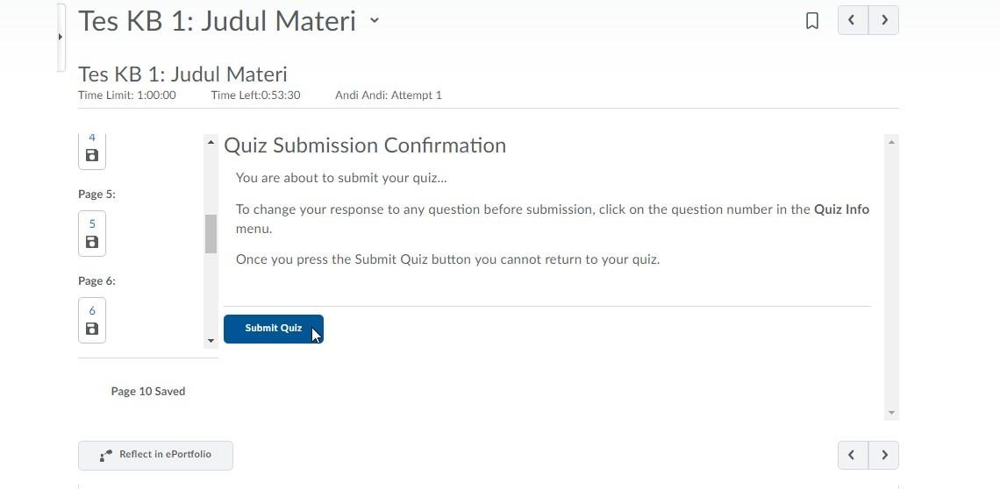 Tes KB 1: Judul Materi
Tes KB 1: Judul Materi
Time Limit: 1:00:00 Time Left:0:53:30 Andi Andi: Attempt 1
4
Page 5:
5
Page 6:
6
Page 10 Saved
Quiz Submission Confirmation
You are about to submit your quiz...
To change your response to any question before submission, click on the question number in the Quiz Info
menu.
Once you press the Submit Quiz button you cannot return to your quiz.
Submit Quiz
Reflect in ePortfolio